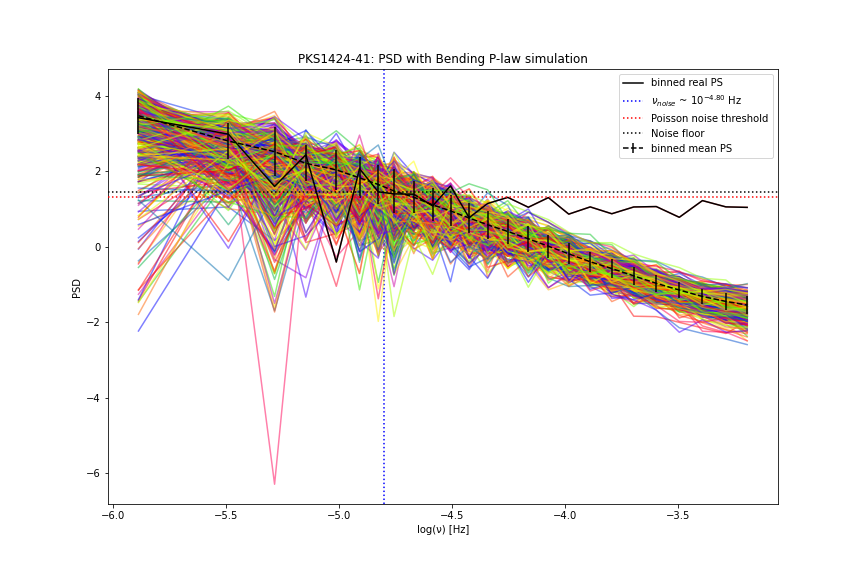 PKS1424-41: PSD with Bending P-law simulation
binned real PS
ν_noise ~ 10^−4.80 Hz
Poisson noise threshold
Noise floor
binned mean PS
PSD
4
2
0
−2
−4
−6
−6.0 −5.5 −5.0 −4.5 −4.0 −3.5
log(ν) [Hz]